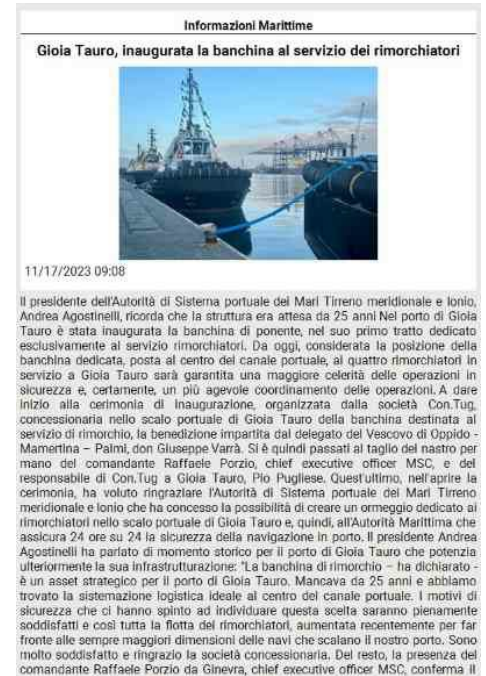 Informazioni Marittime
Gioia Tauro, inaugurata la banchina al servizio dei rimorchiatori
11/17/2023 09:08
Il presidente dell'Autorità di Sistema portuale dei Mari Tirreno meridionale e Ionio,
Andrea Agostinelli, ricorda che la struttura era attesa da 25 anni Nel porto di Gioia
Tauro è stata inaugurata la banchina di ponente, nel suo primo tratto dedicato
esclusivamente al servizio rimorchiatori. Da oggi, considerata la posizione della
banchina dedicata, posta al centro del canale portuale, ai quattro rimorchiatori in
servizio a Gioia Tauro sarà garantita una maggiore celerità delle operazioni in
sicurezza e, certamente, un più agevole coordinamento delle operazioni. A dare
inizio alla cerimonia di inaugurazione, organizzata dalla società Con.Tug,
concessionaria nello scalo portuale di Gioia Tauro della banchina destinata al
servizio di rimorchio, la benedizione impartita dal delegato del Vescovo di Oppido -
Mamertina – Palmi, don Giuseppe Varrà. Si è quindi passati al taglio del nastro per
mano del comandante Raffaele Porzio, chief executive officer MSC, e del
responsabile di Con.Tug a Gioia Tauro, Pio Pugliese. Quest'ultimo, nell'aprire la
cerimonia, ha voluto ringraziare l'Autorità di Sistema portuale dei Mari Tirreno
meridionale e Ionio che ha concesso la possibilità di creare un ormeggio dedicato ai
rimorchiatori nello scalo portuale di Gioia Tauro e, quindi, all'Autorità Marittima che
assicura 24 ore su 24 la sicurezza della navigazione in porto. Il presidente Andrea
Agostinelli ha parlato di momento storico per il porto di Gioia Tauro che potenzia
ulteriormente la sua infrastrutturazione: "La banchina di rimorchio – ha dichiarato -
è un asset strategico per il porto di Gioia Tauro. Mancava da 25 anni e abbiamo
trovato la sistemazione logistica ideale al centro del canale portuale. I motivi di
sicurezza che ci hanno spinto ad individuare questa scelta saranno pienamente
soddisfatti e così tutta la flotta dei rimorchiatori, aumentata recentemente per far
fronte alle sempre maggiori dimensioni delle navi che scalano il nostro porto. Sono
molto soddisfatto e ringrazio la società concessionaria. Del resto, la presenza del
comandante Raffaele Porzio da Ginevra, chief executive officer MSC, conferma il